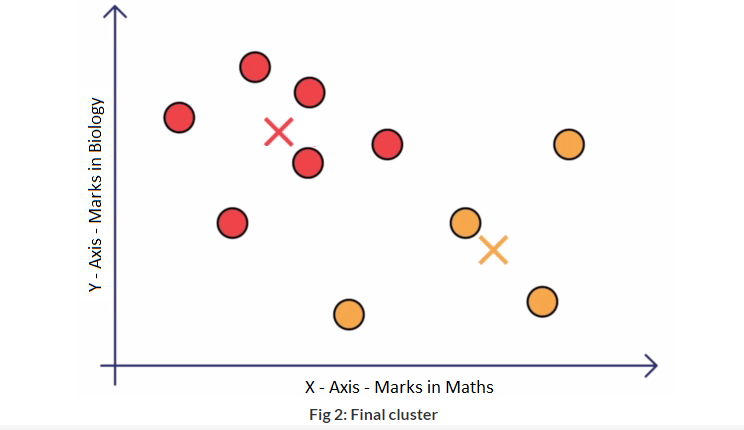 Y - Axis - Marks in Biology
X - Axis - Marks in Maths
Fig 2: Final cluster